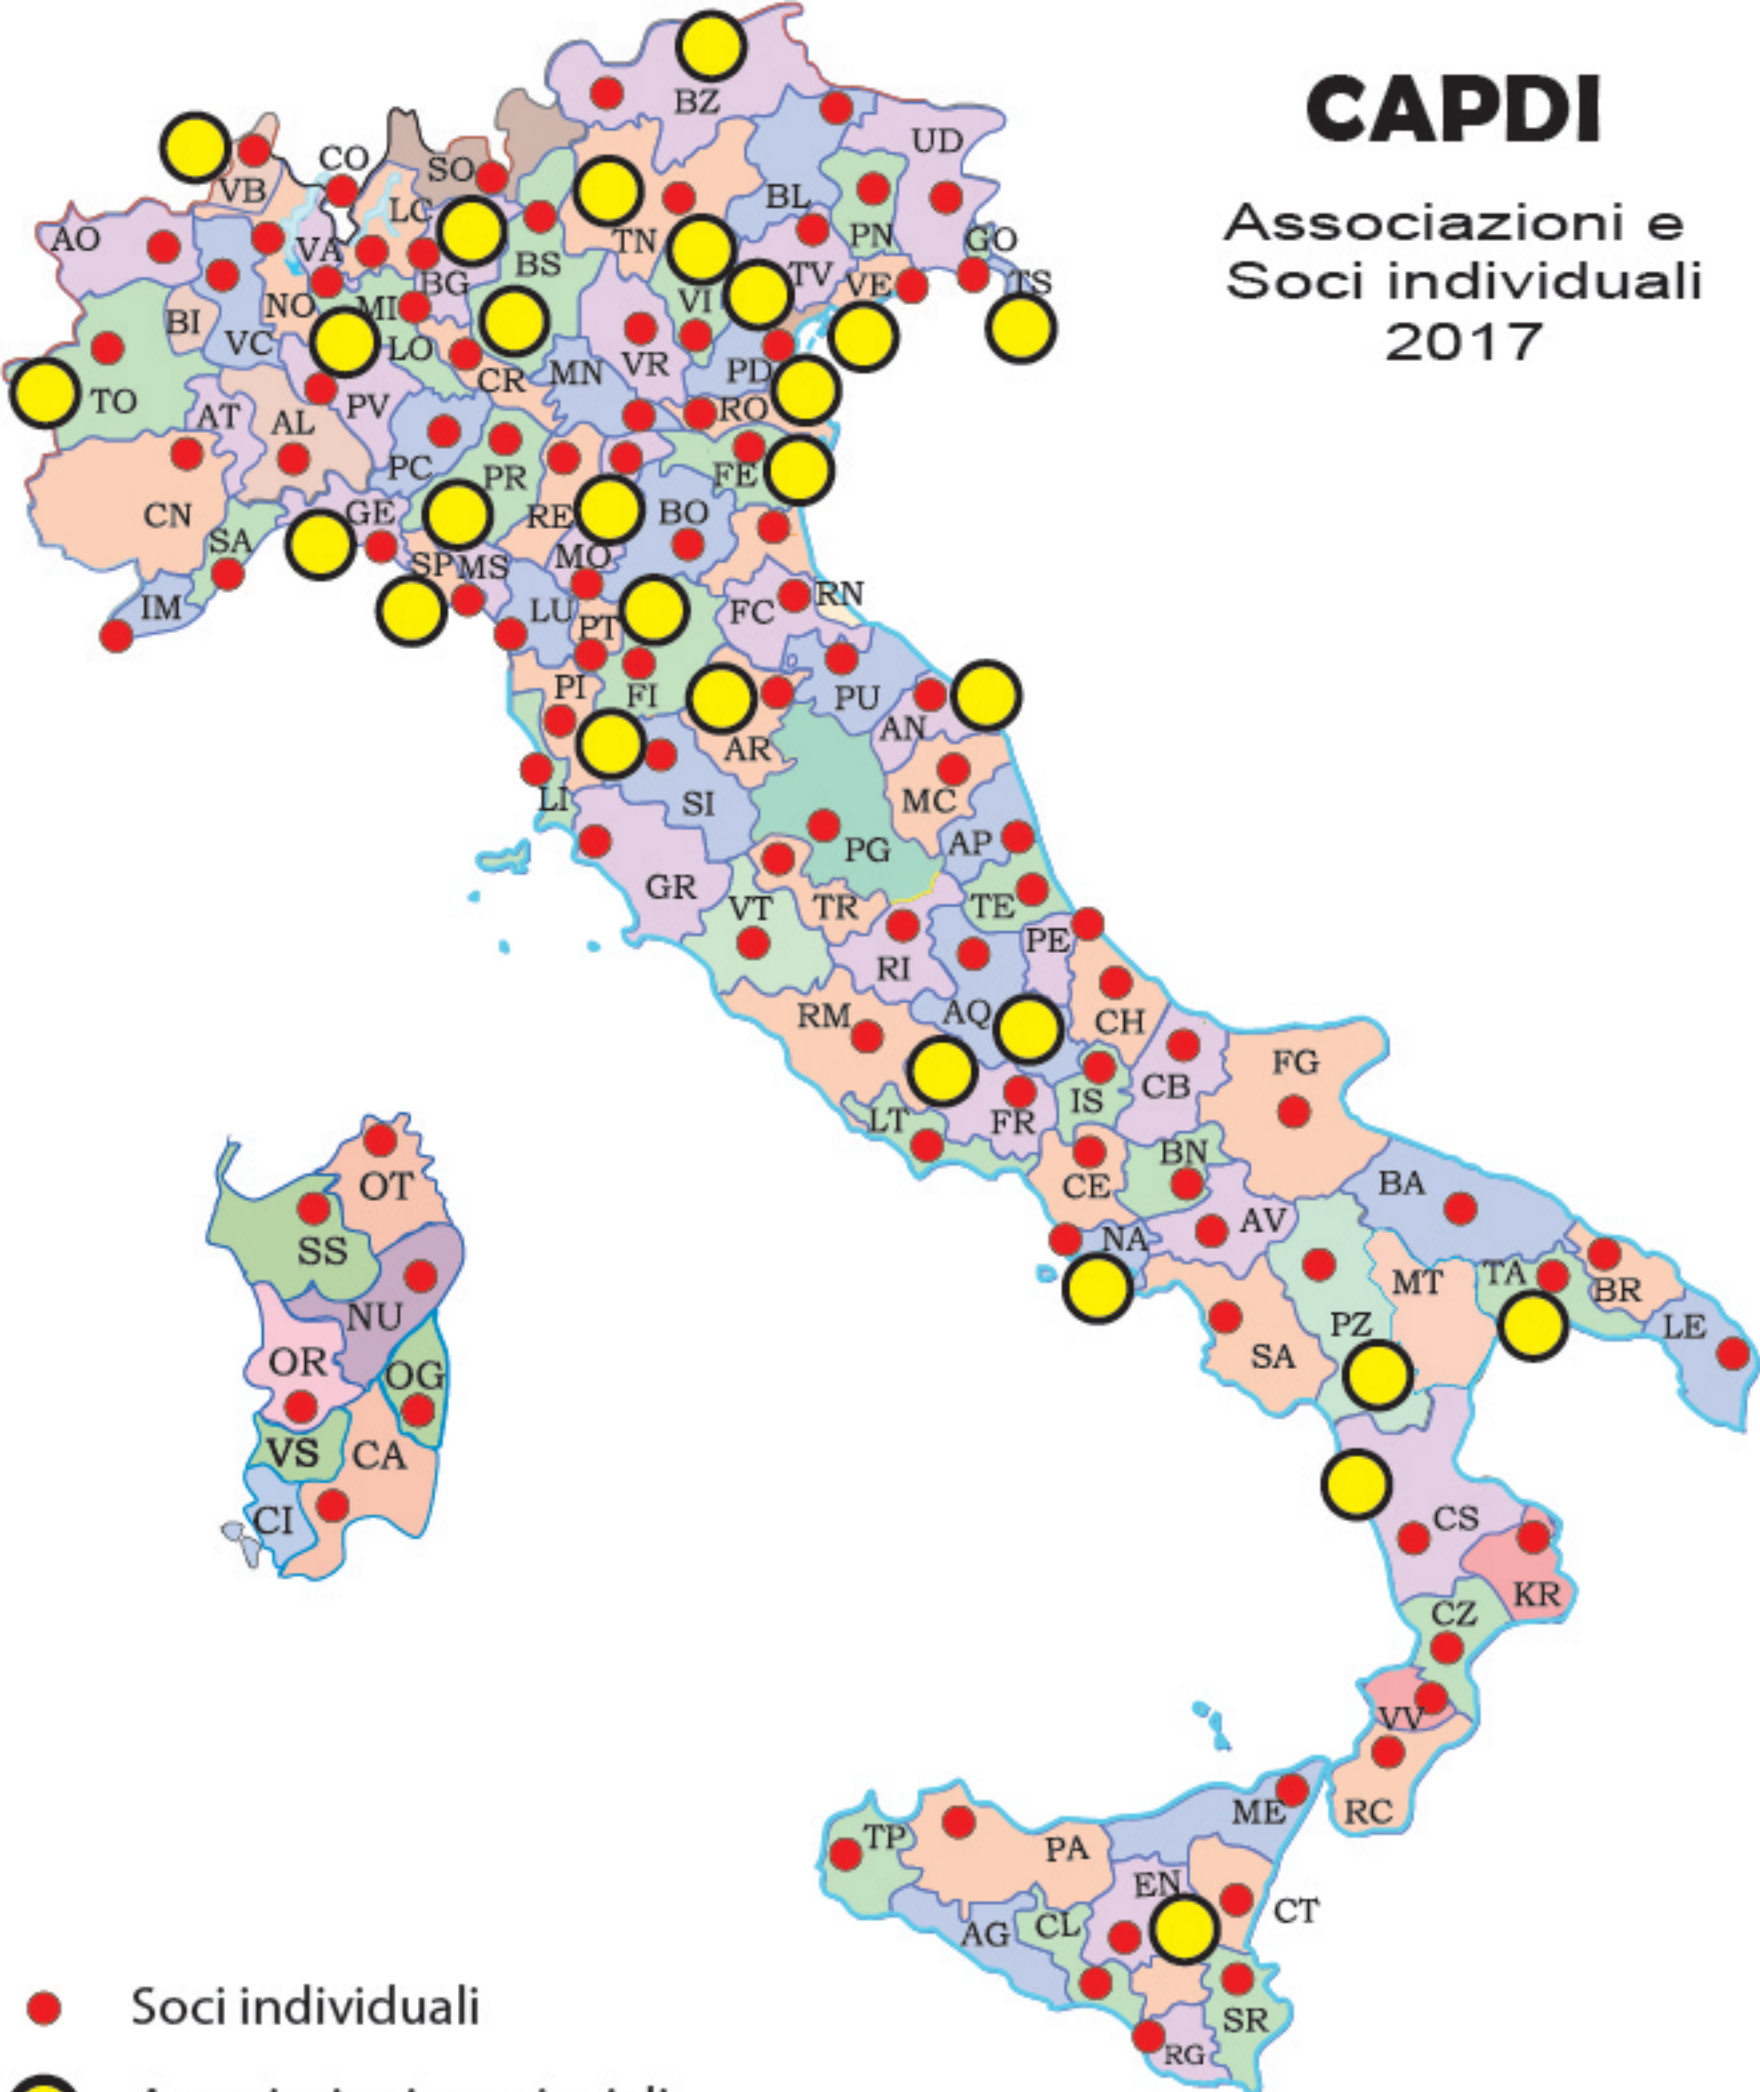 CAPDI
Associazioni e
Soci individuali
2017
BZ
UD
CO
SO
VB
LC
BL
PN
GO
AO
VA
TN
BS
TV
VE
TS
BG
NO
MI
VI
BI
VC
LO
VR
PD
TO
CR
MN
AT
AL
PV
RO
PC
PR
FE
CN
GE
RE
BO
SA
SP
MS
MO
IM
LU
PT
FC
RN
PI
FI
PU
AN
AR
LI
SI
MC
AP
PG
GR
VT
TR
TE
PE
RI
RM
AQ
CH
FG
CB
IS
LT
FR
BN
CE
BA
OT
AV
NA
SS
MT
TA
BR
NU
PZ
LE
OR
SA
OG
VS
CA
CI
CS
KR
CZ
VV
RC
ME
TP
PA
EN
CT
AG
CL
SR
RG
Soci individuali